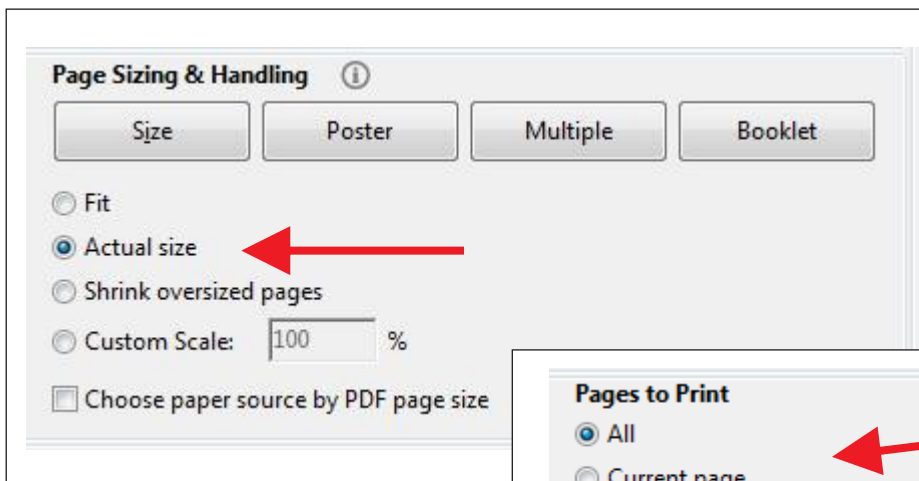 Page Sizing & Handling
Size Poster Multiple Booklet
Fit
Actual size
Shrink oversized pages
Custom Scale: 100 %
Choose paper source by PDF page size
Pages to Print
All
Current page